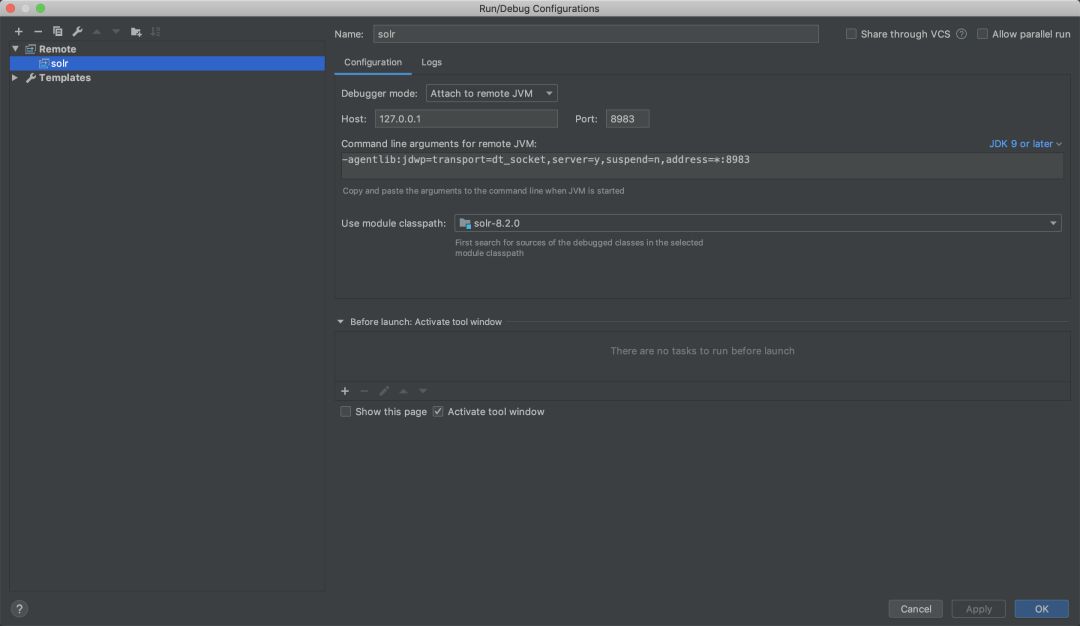 Run/Debug Configurations
Remote
solr
Templates
Name: solr
Share through VCS ?
Allow parallel run
Configuration Logs
Debugger mode: Attach to remote JVM
Host: 127.0.0.1 Port: 8983
Command line arguments for remote JVM: JDK 9 or later
-agentlib:jdwp=transport=dt_socket,server=y,suspend=n,address=*:8983
Copy and paste the arguments to the command line when JVM is started
Use module classpath: solr-8.2.0
First search for sources of the debugged classes in the selected
module classpath
Before launch: Activate tool window
There are no tasks to run before launch
Show this page Activate tool window
? Cancel Apply OK